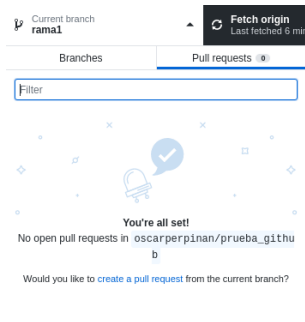 Current branch
rama1
Fetch origin
Last fetched 6 min
Branches
Pull requests 0
Filter
You're all set!
No open pull requests in oscarperpinan/prueba_githu
b
Would you like to create a pull request from the current branch?